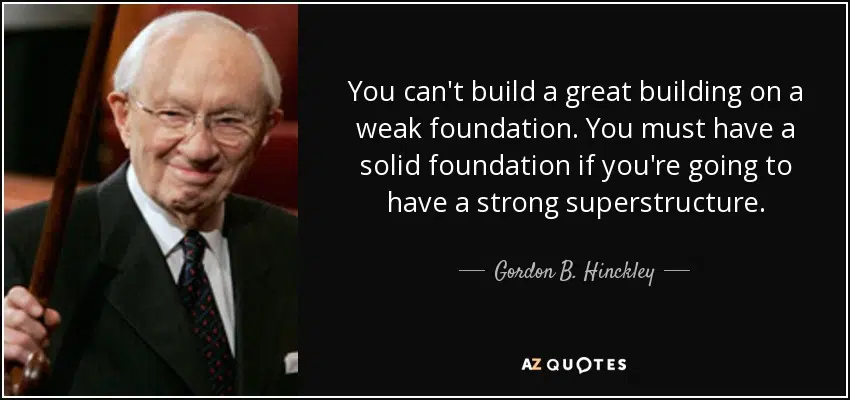 You can't build a great building on a
weak foundation. You must have a
solid foundation if you're going to
have a strong superstructure.
Gordon B. Hinckley
AZ QUOTES